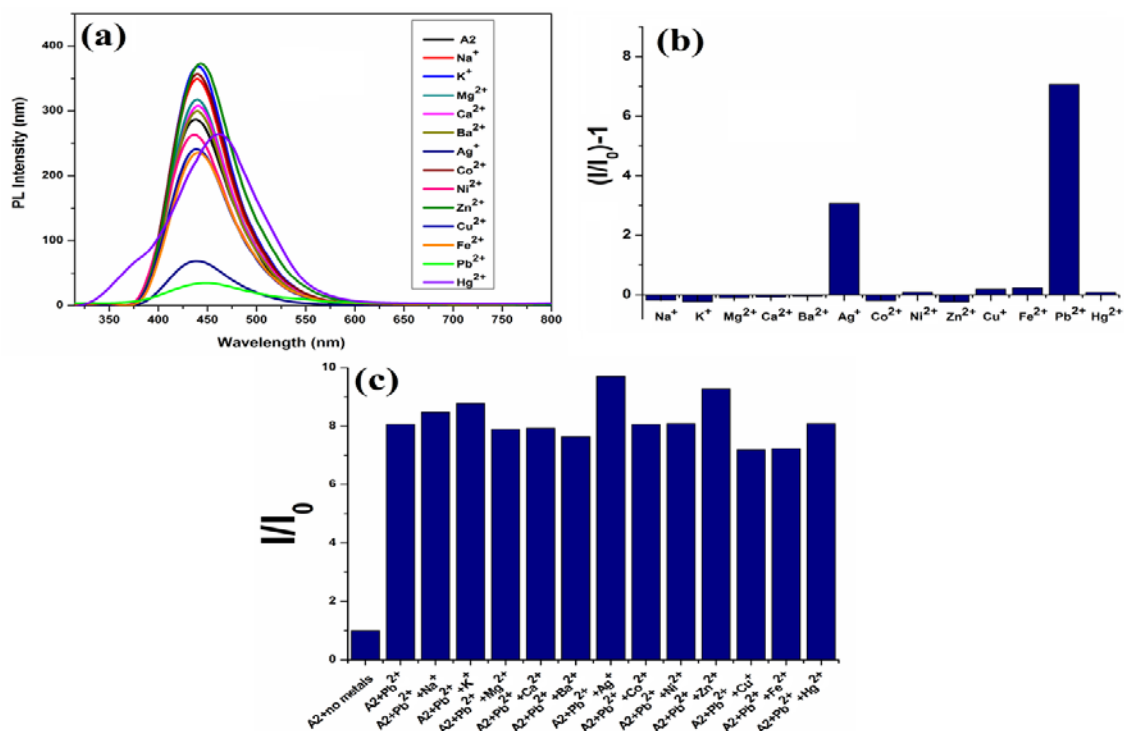 (a)
PL Intensity (nm)
400
300
200
100
0
350 400 450 500 550 600 650 700 750 800
Wavelength (nm)
A2
Na+
K+
Mg2+
Ca2+
Ba2+
Ag+
Co2+
Ni2+
Zn2+
Cu2+
Fe2+
Pb2+
Hg2+
(b)
(I/I0)-1
8
6
4
2
0
Na+ K+ Mg2+ Ca2+ Ba2+ Ag+ Co2+ Ni2+ Zn2+ Cu+ Fe2+ Pb2+ Hg2+
(c)
I/I0
10
8
6
4
2
0
A2+no metals
A2+Pb2+
A2+Pb2+ +Na+
A2+Pb2+ +K+
A2+Pb2+ +Mg2+
A2+Pb2+ +Ca2+
A2+Pb2+ +Ba2+
A2+Pb2+ +Ag+
A2+Pb2+ +Co2+
A2+Pb2+ +Ni2+
A2+Pb2+ +Zn2+
A2+Pb2+ +Cu+
A2+Pb2+ +Fe2+
A2+Pb2+ +Hg2+